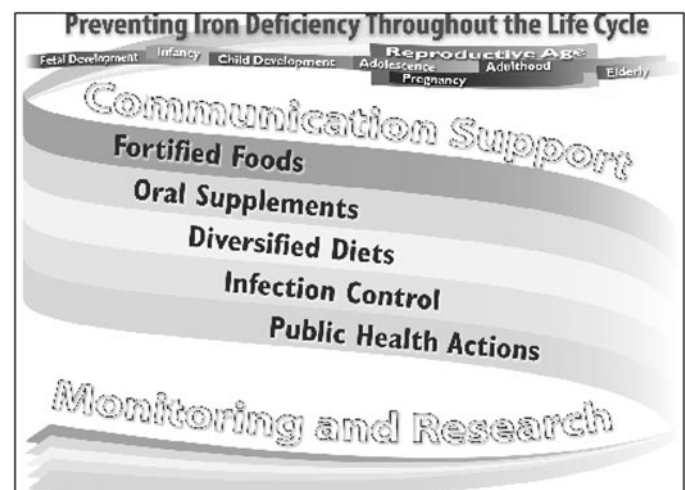 Preventing Iron Deficiency Throughout the Life Cycle
Reproductive Age
Fetal Development Infancy Child Development Adolescence Adulthood Elderly
Pregnancy
Communication Support
Fortified Foods
Oral Supplements
Diversified Diets
Infection Control
Public Health Actions
Monitoring and Research